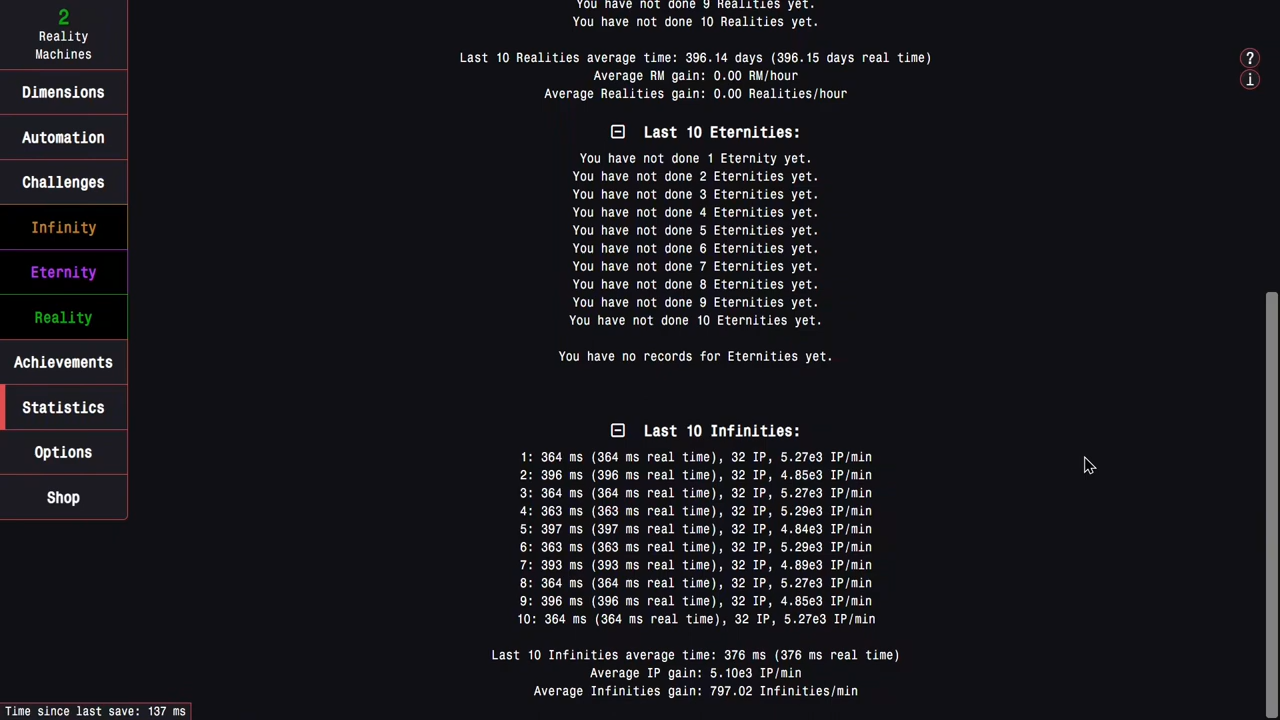 2
Reality
Machines
Dimensions
Automation
Challenges
Infinity
Eternity
Reality
Achievements
Statistics
Options
Shop
You have not done 9 Realities yet.
You have not done 10 Realities yet.
Last 10 Realities average time: 396.14 days (396.15 days real time)
Average RM gain: 0.00 RM/hour
Average Realities gain: 0.00 Realities/hour
Last 10 Eternities:
You have not done 1 Eternity yet.
You have not done 2 Eternities yet.
You have not done 3 Eternities yet.
You have not done 4 Eternities yet.
You have not done 5 Eternities yet.
You have not done 6 Eternities yet.
You have not done 7 Eternities yet.
You have not done 8 Eternities yet.
You have not done 9 Eternities yet.
You have not done 10 Eternities yet.
You have no records for Eternities yet.
Last 10 Infinities:
1: 364 ms (364 ms real time), 32 IP, 5.27e3 IP/min
2: 396 ms (396 ms real time), 32 IP, 4.85e3 IP/min
3: 364 ms (364 ms real time), 32 IP, 5.27e3 IP/min
4: 363 ms (363 ms real time), 32 IP, 5.29e3 IP/min
5: 397 ms (397 ms real time), 32 IP, 4.84e3 IP/min
6: 363 ms (363 ms real time), 32 IP, 5.29e3 IP/min
7: 393 ms (393 ms real time), 32 IP, 4.89e3 IP/min
8: 364 ms (364 ms real time), 32 IP, 5.27e3 IP/min
9: 396 ms (396 ms real time), 32 IP, 4.85e3 IP/min
10: 364 ms (364 ms real time), 32 IP, 5.27e3 IP/min
Last 10 Infinities average time: 376 ms (376 ms real time)
Average IP gain: 5.10e3 IP/min
Average Infinities gain: 797.02 Infinities/min
?
i
Time since last save: 137 ms